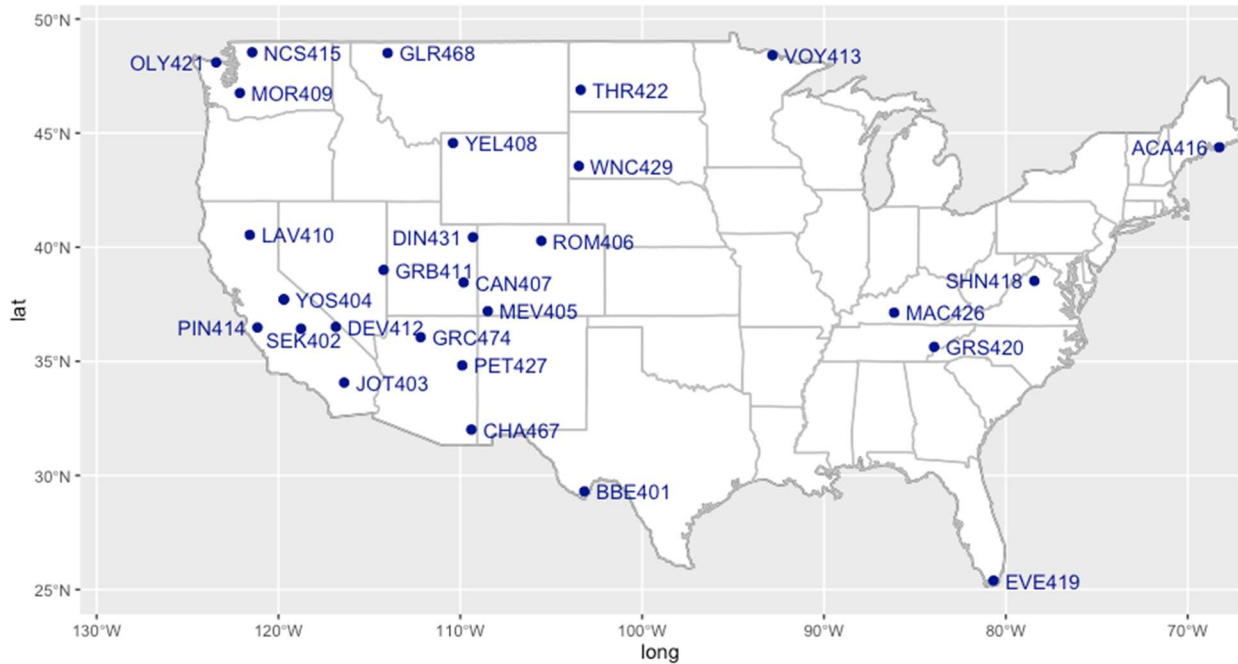 50°N
NCS415
GLR468
VOY413
OLY421
MOR409
THR422
45°N
YEL408
ACA416
WNC429
LAV410
DIN431
ROM406
40°N
GRB411
CAN407
SHN418
YOS404
MEV405
MAC426
PIN414
SEK402
DEV412
GRC474
GRS420
lat
35°N
PET427
JOT403
CHA467
30°N
BBE401
25°N
EVE419
130°W
120°W
110°W
100°W
90°W
80°W
70°W
long